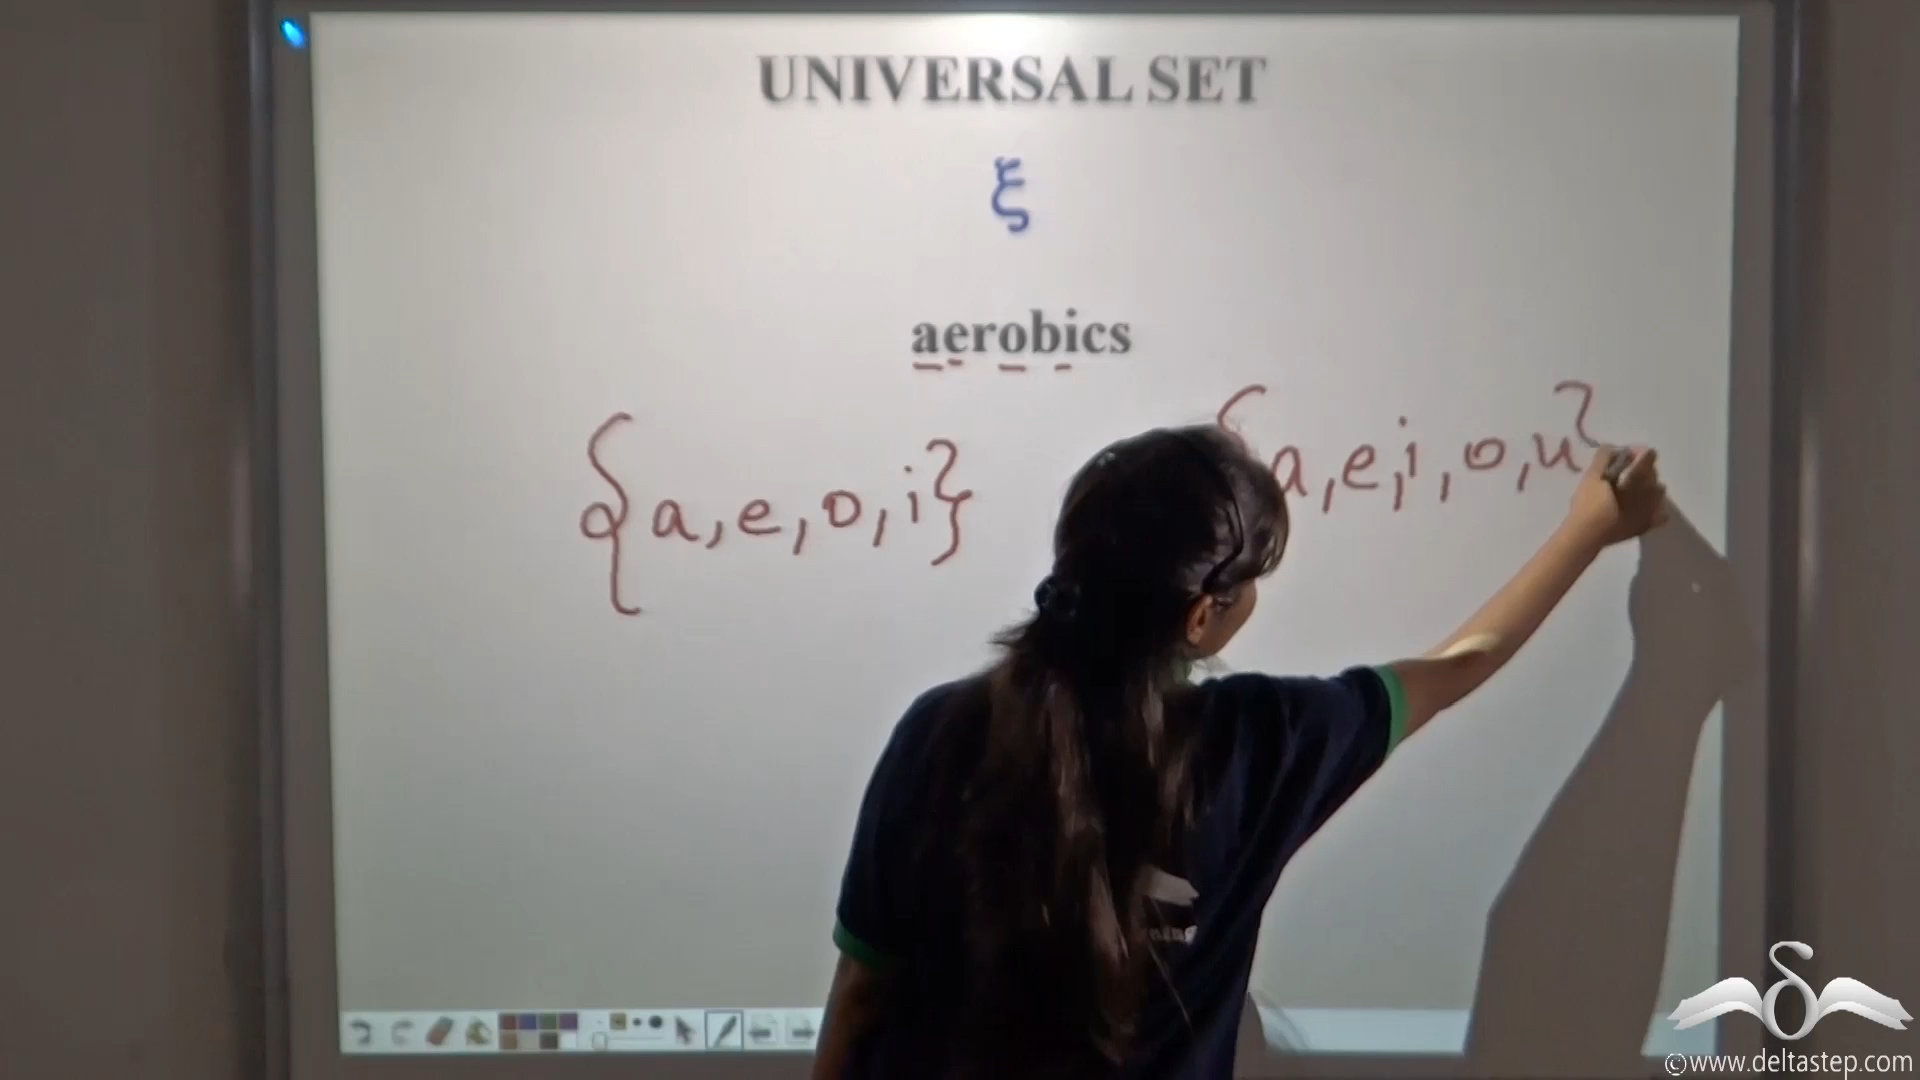 UNIVERSAL SET
ξ
aerobics
{a, e, o, i}
{a, e, i, o, u}
©www.deltastep.com